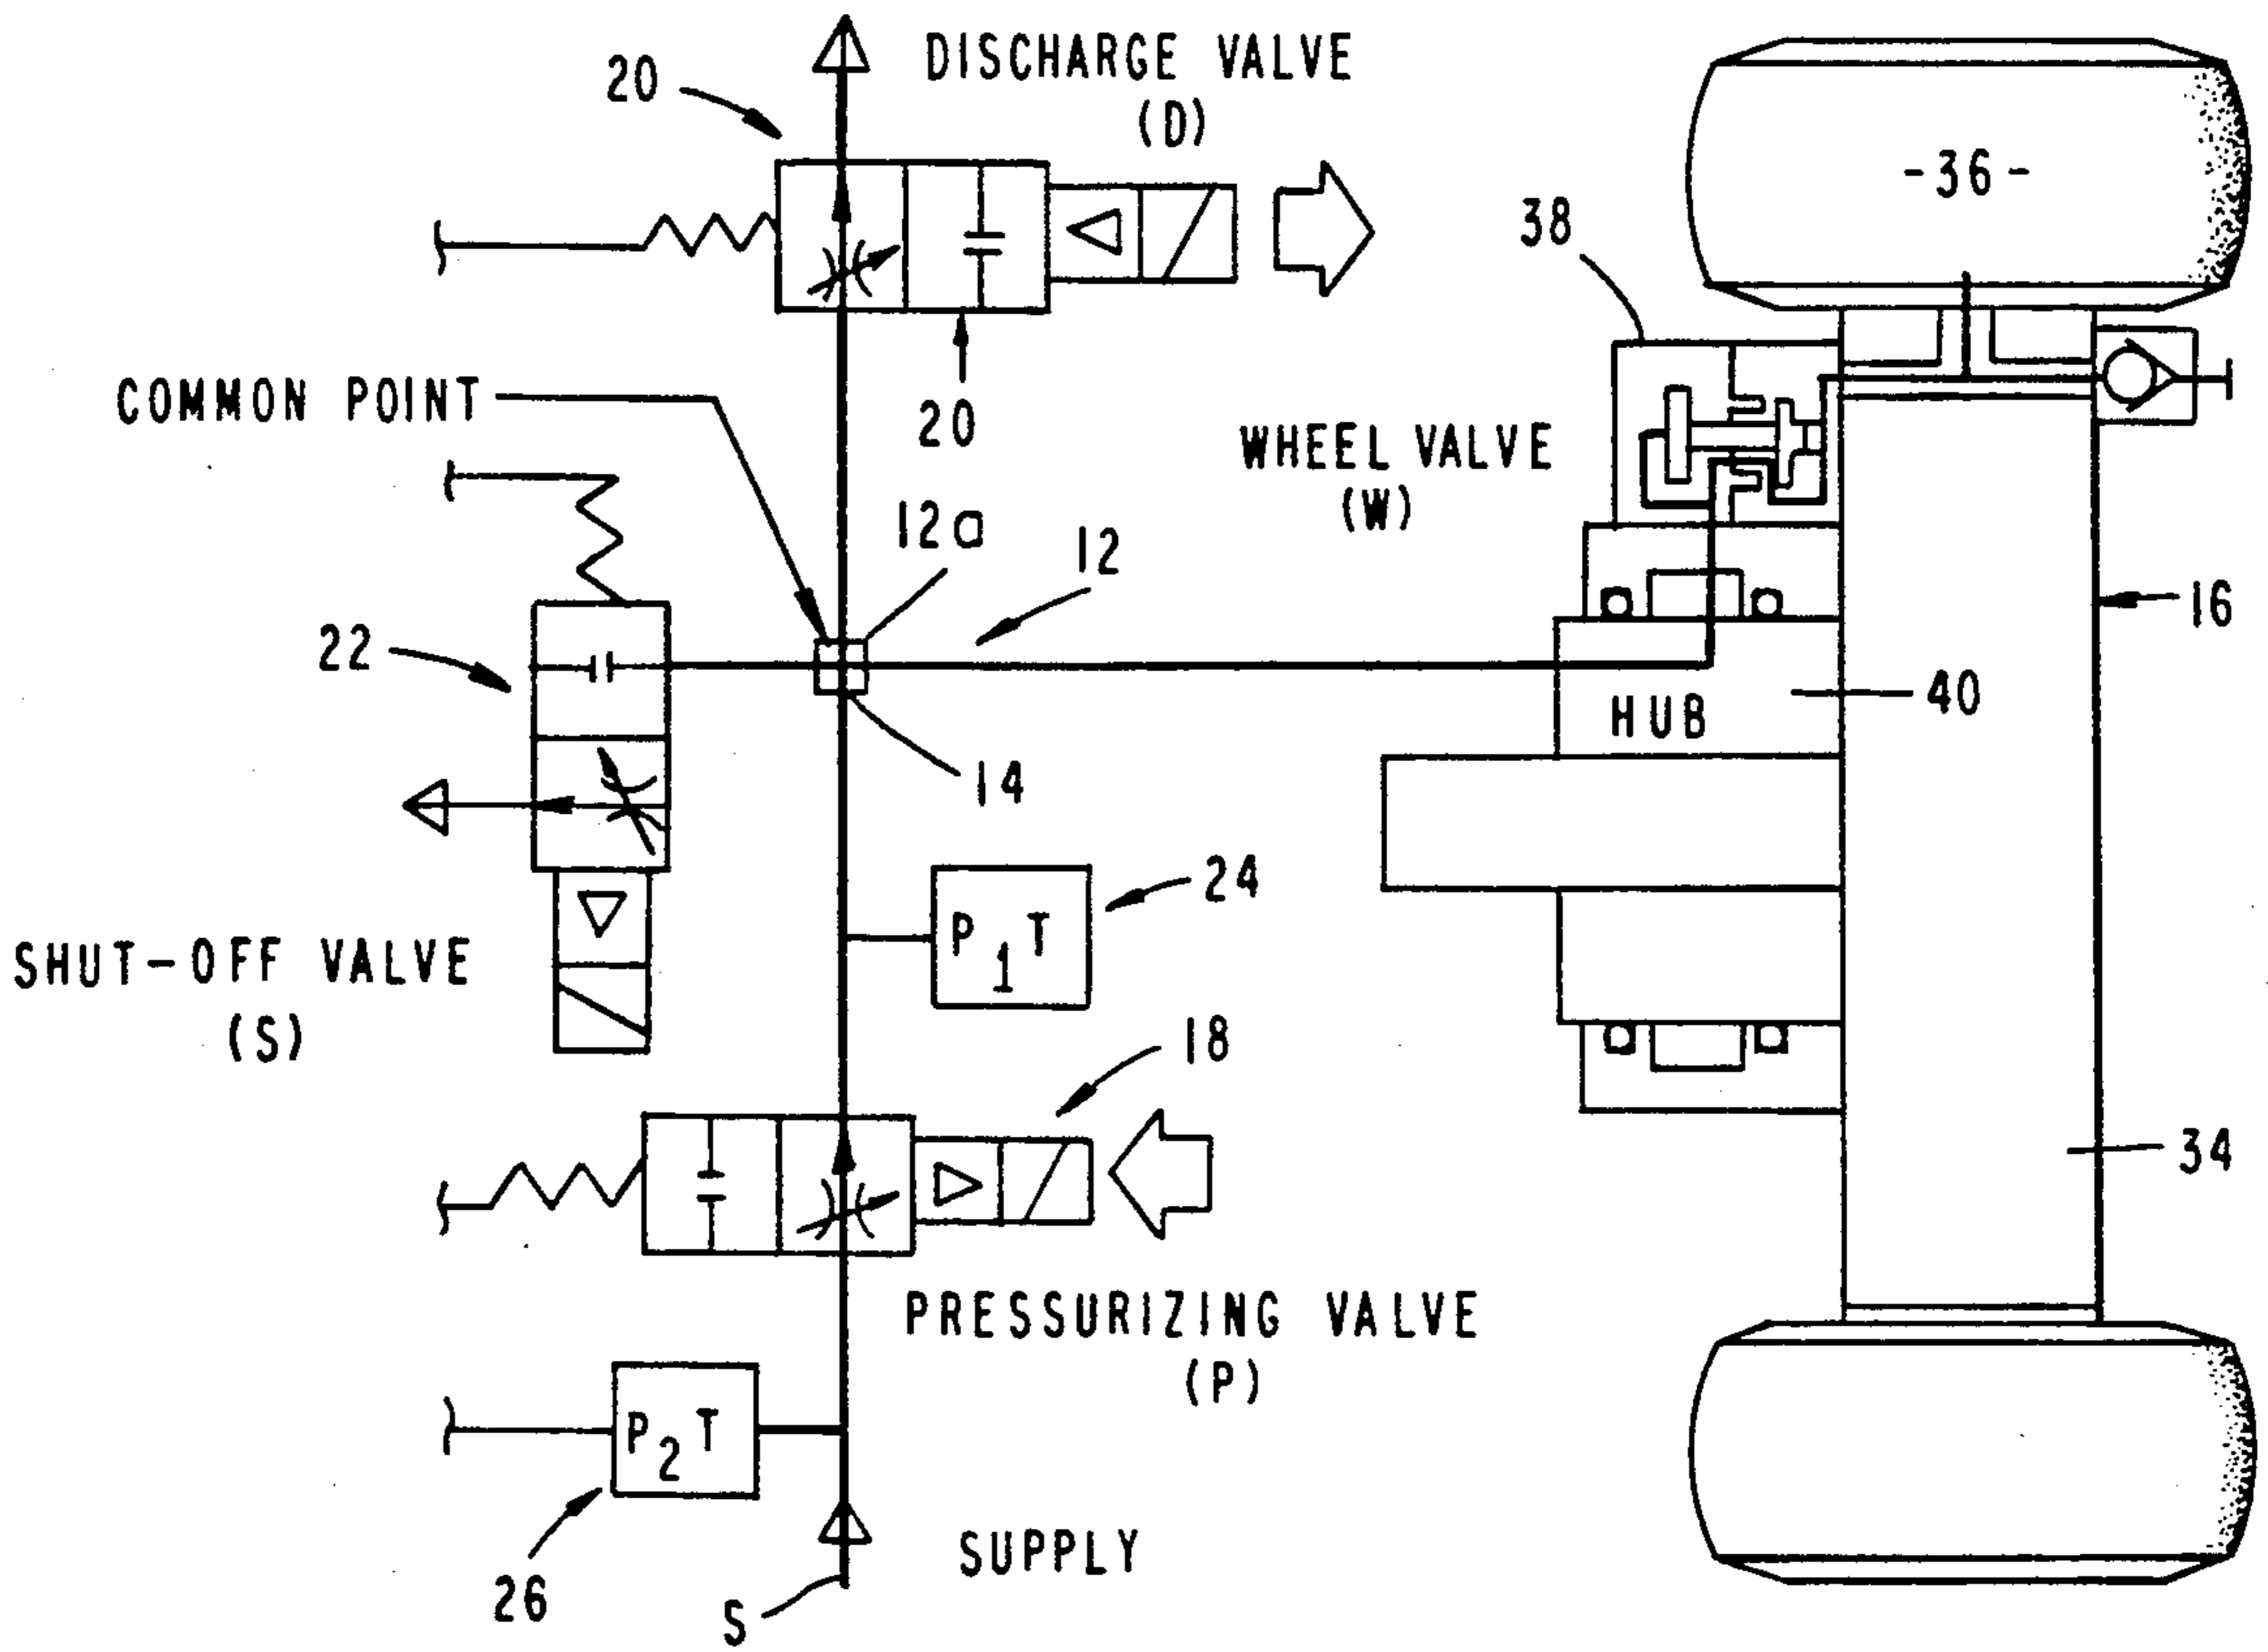 20
DISCHARGE VALVE
(D)
-36-
38
COMMON POINT
20
WHEEL VALVE
(W)
12a
12
22
16
HUB
40
14
24
P1T
SHUT-OFF VALVE
(S)
18
34
PRESSURIZING VALVE
(P)
P2T
SUPPLY
26
S